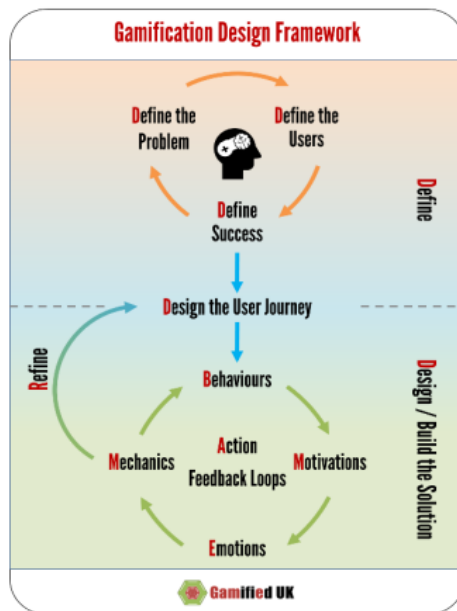 Gamification Design Framework
Define the
Problem
Define the
Users
Define
Success
Define
Design the User Journey
Refine
Behaviours
Mechanics
Action
Feedback Loops
Motivations
Emotions
Design / Build the Solution
Gamified UK